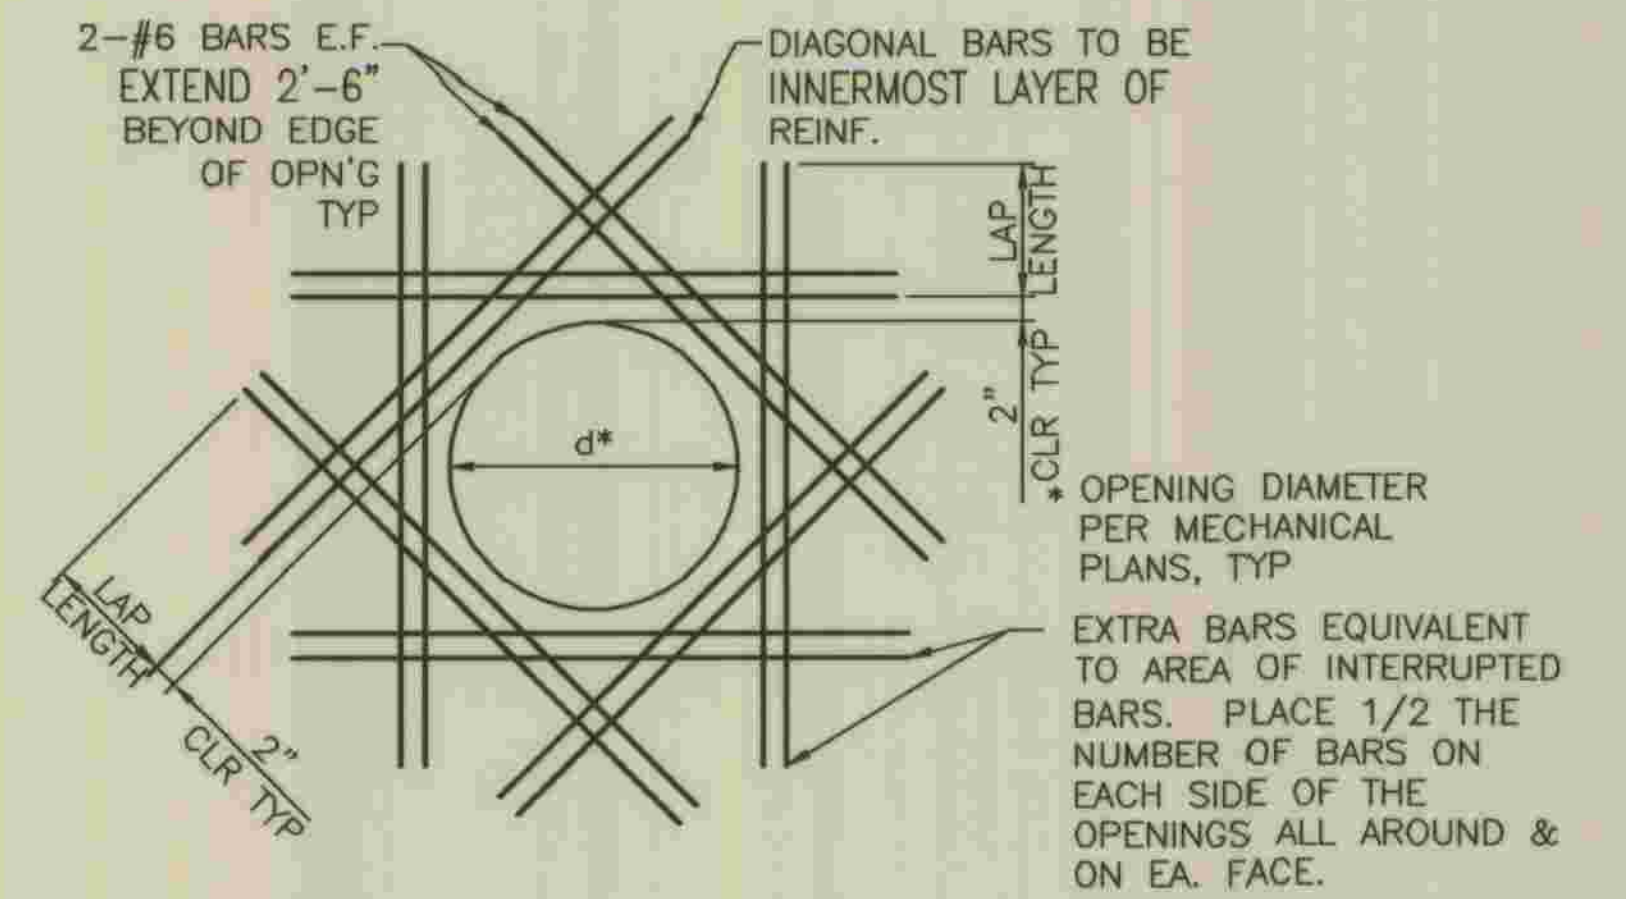 2-#6 BARS E.F.
EXTEND 2'-6"
BEYOND EDGE
OF OPN'G
TYP
DIAGONAL BARS TO BE
INNERMOST LAYER OF
REINF.
LAP
LENGTH
2"
CLR TYP
d*
* OPENING DIAMETER
PER MECHANICAL
PLANS, TYP
LAP
LENGTH
2"
CLR TYP
EXTRA BARS EQUIVALENT
TO AREA OF INTERRUPTED
BARS. PLACE 1/2 THE
NUMBER OF BARS ON
EACH SIDE OF THE
OPENINGS ALL AROUND &
ON EA. FACE.